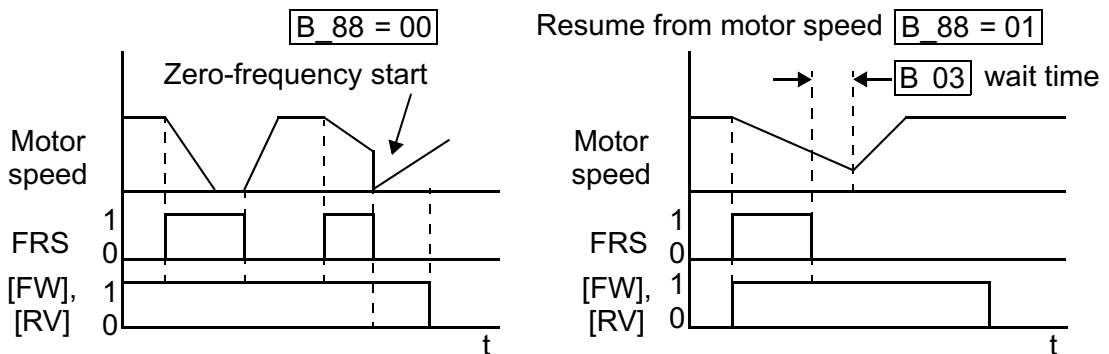 B_88 = 00
Zero-frequency start
Motor
speed
FRS
1
0
[FW],
[RV]
1
0
t
Resume from motor speed B_88 = 01
B 03 wait time
Motor
speed
FRS
1
0
[FW],
[RV]
1
0
t